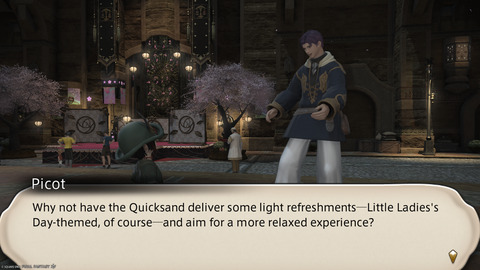 Picot
Why not have the Quicksand deliver some light refreshments—Little Ladies's
Day-themed, of course—and aim for a more relaxed experience?